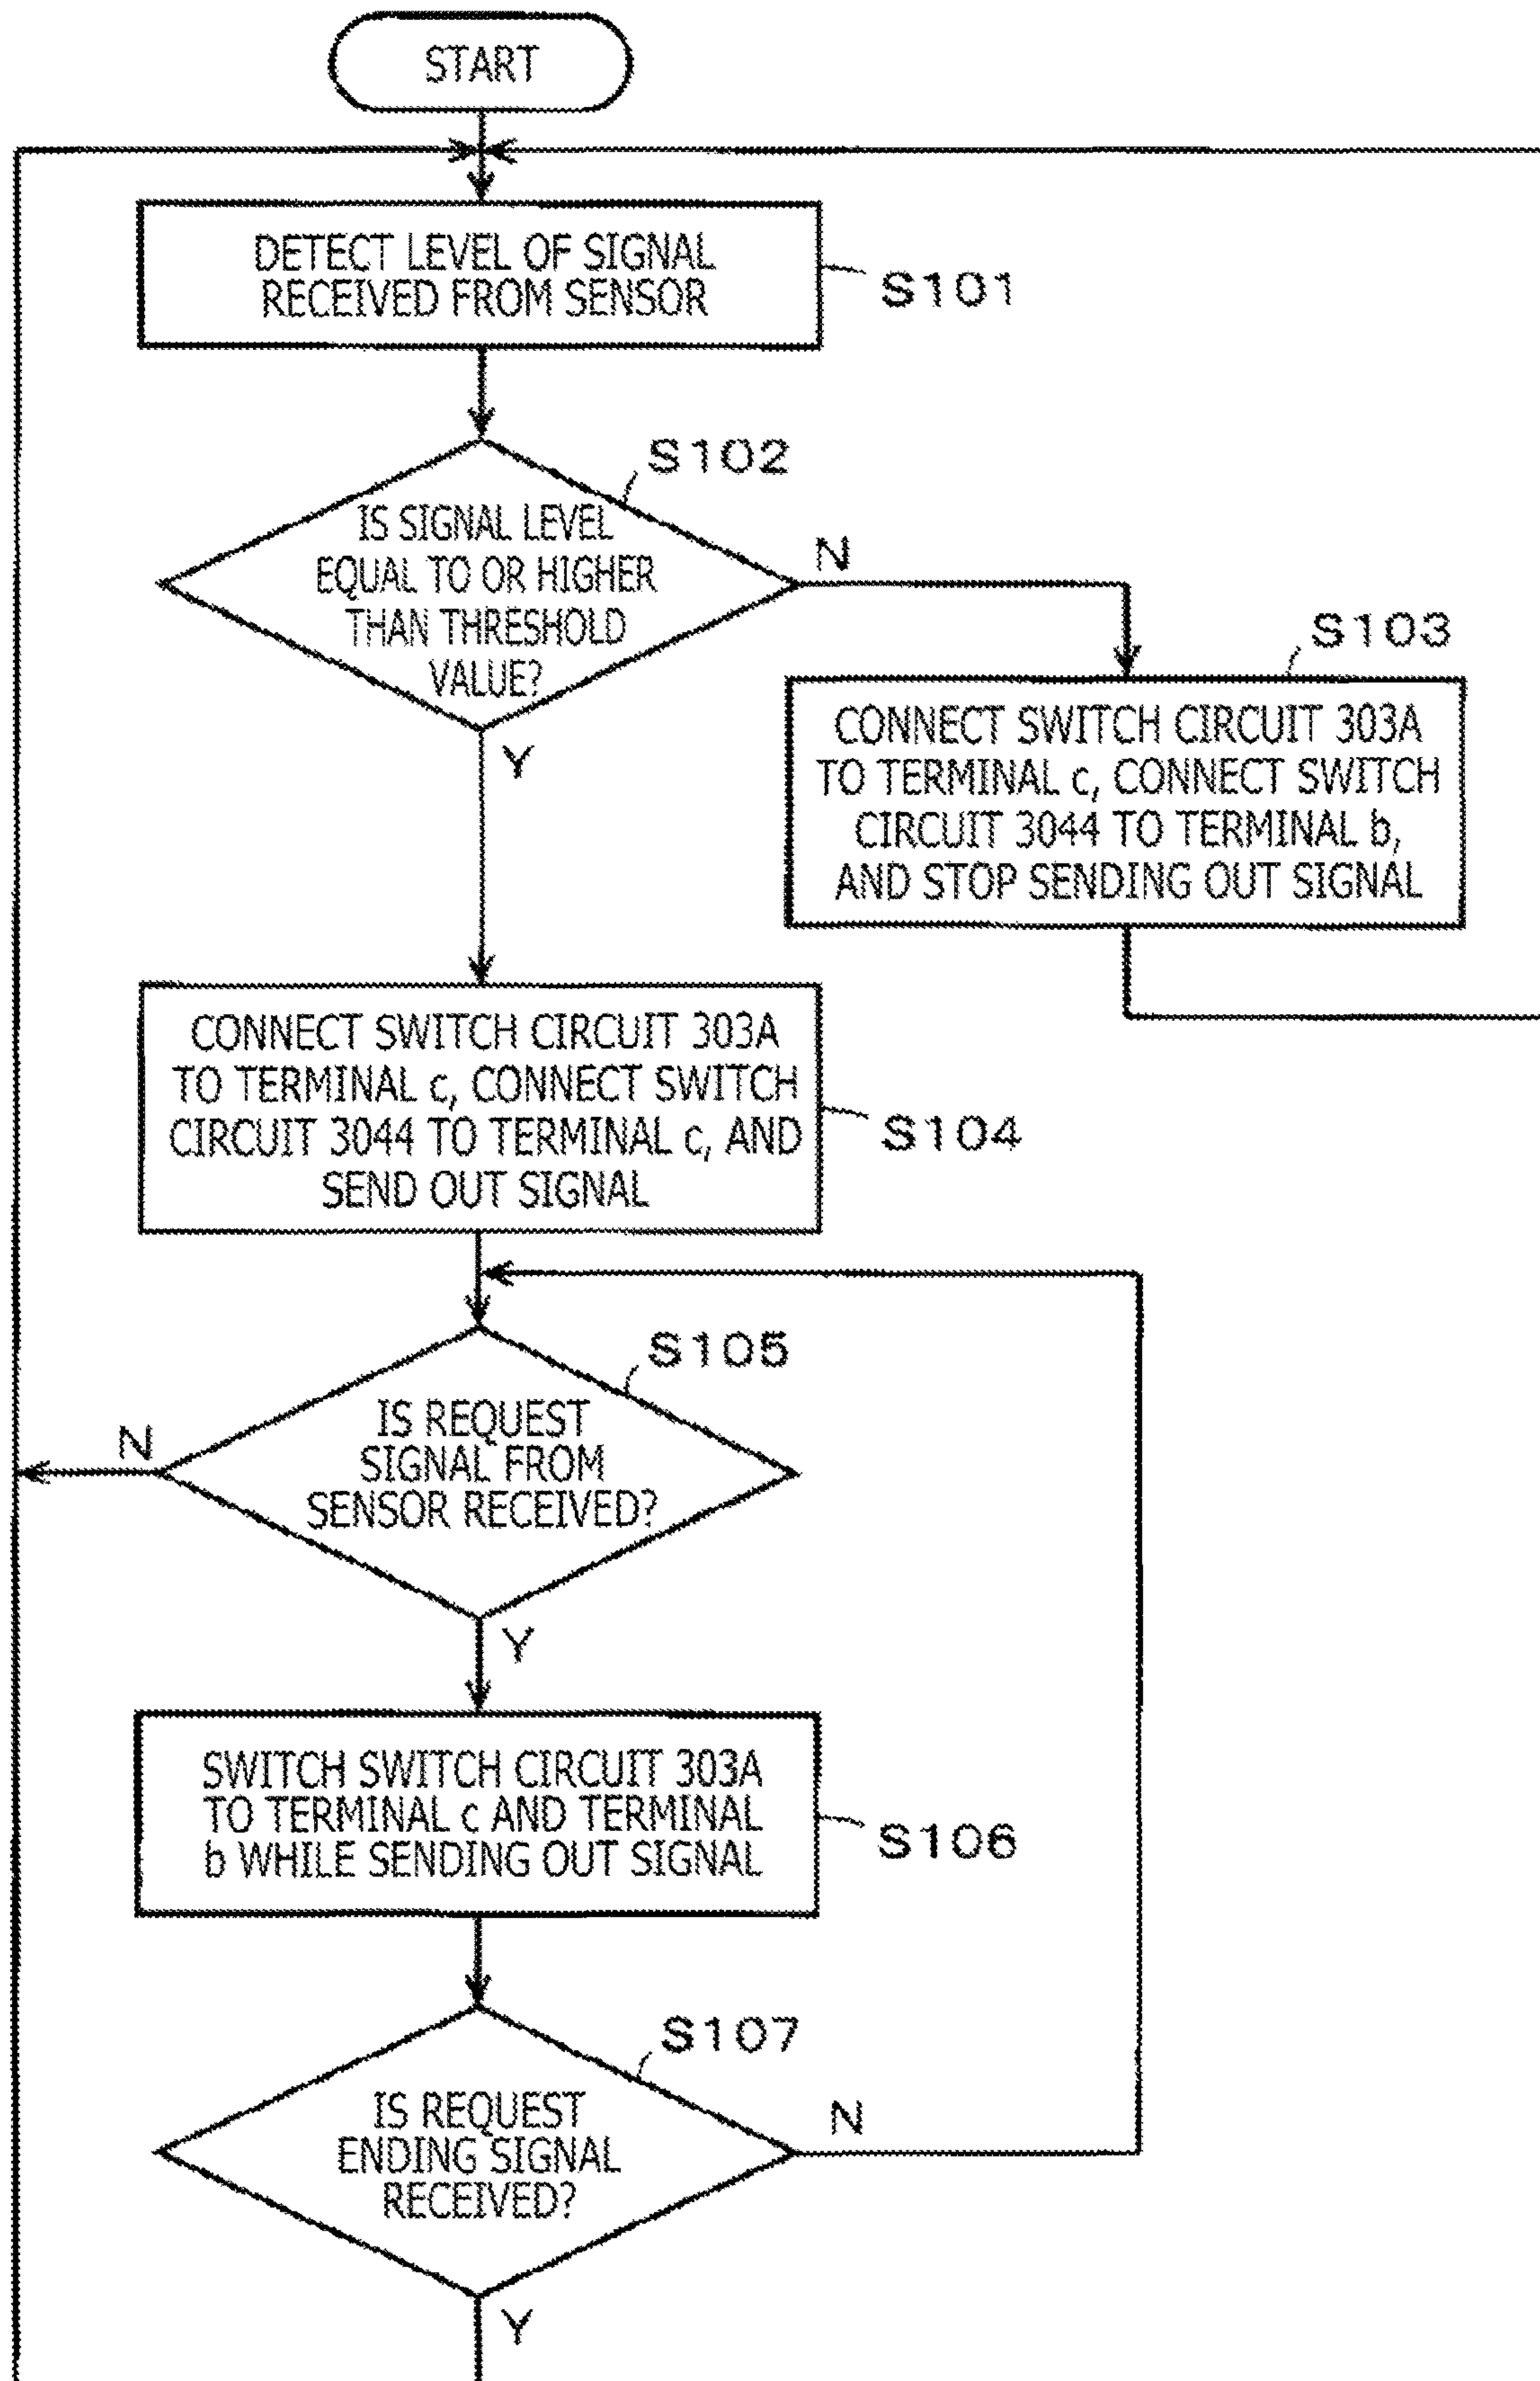 START
DETECT LEVEL OF SIGNAL
RECEIVED FROM SENSOR
S101
S102
IS SIGNAL LEVEL
EQUAL TO OR HIGHER
THAN THRESHOLD
VALUE?
N
Y
S103
CONNECT SWITCH CIRCUIT 303A
TO TERMINAL c, CONNECT SWITCH
CIRCUIT 3044 TO TERMINAL b,
AND STOP SENDING OUT SIGNAL
CONNECT SWITCH CIRCUIT 303A
TO TERMINAL c, CONNECT SWITCH
CIRCUIT 3044 TO TERMINAL c, AND
SEND OUT SIGNAL
S104
S105
IS REQUEST
SIGNAL FROM
SENSOR RECEIVED?
N
Y
SWITCH SWITCH CIRCUIT 303A
TO TERMINAL c AND TERMINAL
b WHILE SENDING OUT SIGNAL
S106
S107
IS REQUEST
ENDING SIGNAL
RECEIVED?
N
Y